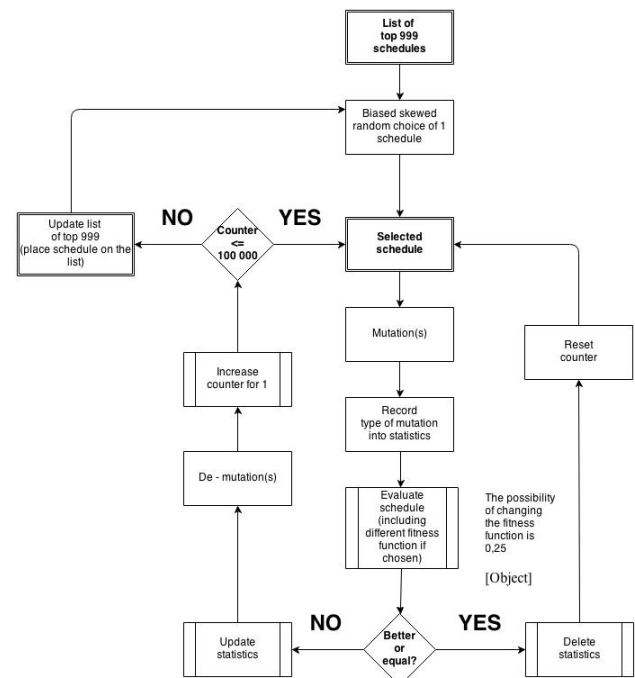 List of
top 999
schedules
Biased skewed
random choice of 1
schedule
NO
YES
Update list
of top 999
(place schedule on the
list)
Counter
<=
100 000
Selected
schedule
Mutation(s)
Reset
counter
Increase
counter for 1
Record
type of mutation
into statistics
De - mutation(s)
Evaluate
schedule
(including
different fitness
function if
chosen)
The possibility
of changing
the fitness
function is
0,25
[Object]
NO
YES
Update
statistics
Better
or
equal?
Delete
statistics